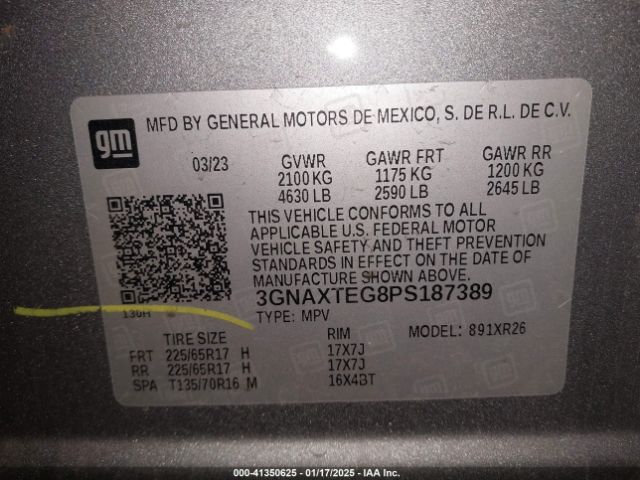 gm
MFD BY GENERAL MOTORS DE MEXICO, S. DE R.L. DE C.V.
03/23 GVWR GAWR FRT GAWR RR
2100 KG 1175 KG 1200 KG
4630 LB 2590 LB 2645 LB
THIS VEHICLE CONFORMS TO ALL
APPLICABLE U.S. FEDERAL MOTOR
VEHICLE SAFETY AND THEFT PREVENTION
STANDARDS IN EFFECT ON THE DATE OF
MANUFACTURE SHOWN ABOVE.
3GNAXTEG8PS187389
130H TYPE: MPV MODEL: 891XR26
TIRE SIZE RIM
FRT 225/65R17 H 17X7J
RR 225/65R17 H 17X7J
SPA T135/70R16 M 16X4BT
000-41350625 - 01/17/2025 - IAA Inc.